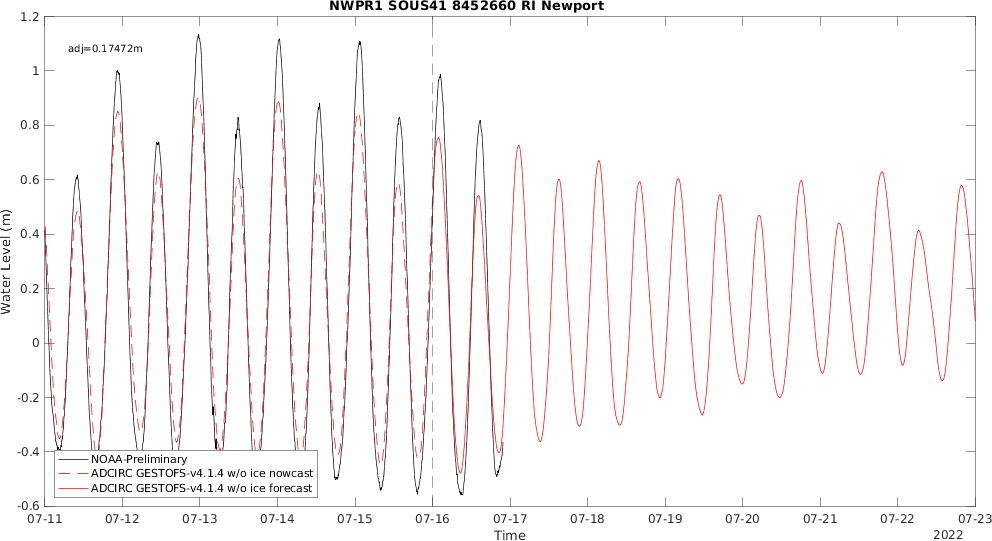 NWPR1 SOUS41 8452660 RI Newport
1.2
1
0.8
0.6
0.4
0.2
0
-0.2
-0.4
-0.6
Water Level (m)
adj=0.17472m
NOAA-Preliminary
ADCIRC GESTOFS-v4.1.4 w/o ice nowcast
ADCIRC GESTOFS-v4.1.4 w/o ice forecast
07-11 07-12 07-13 07-14 07-15 07-16 07-17 07-18 07-19 07-20 07-21 07-22 07-23
Time
2022